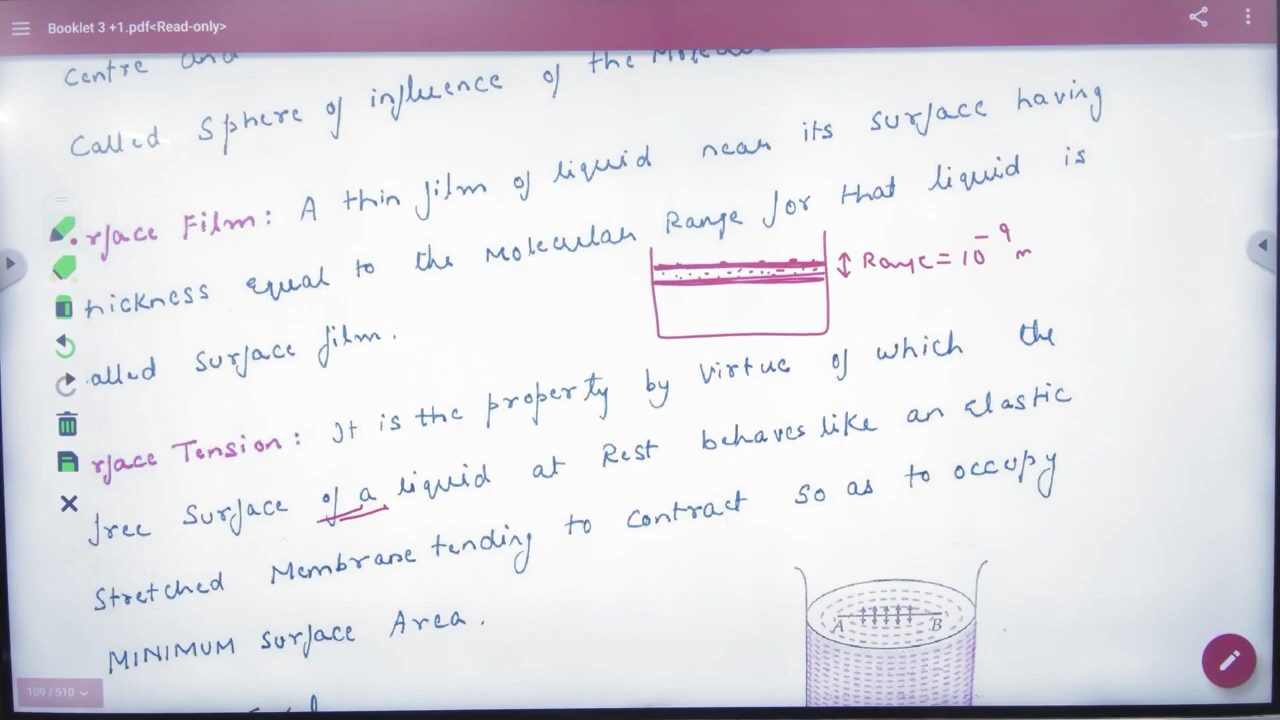 Booklet 3 +1.pdf<Read-only>
Centre and
Called Sphere of influence of the
rface Film: A thin film of liquid near its surface having
hickness equal to the Molecular Range for that liquid is
alled surface film.
Range = 10⁻⁹ m
rface Tension: It is the property by virtue of which the
free surface of a liquid at Rest behaves like an Elastic
Stretched Membrane tending to contract so as to occupy
MINIMUM surface Area.
A B
109 / 510